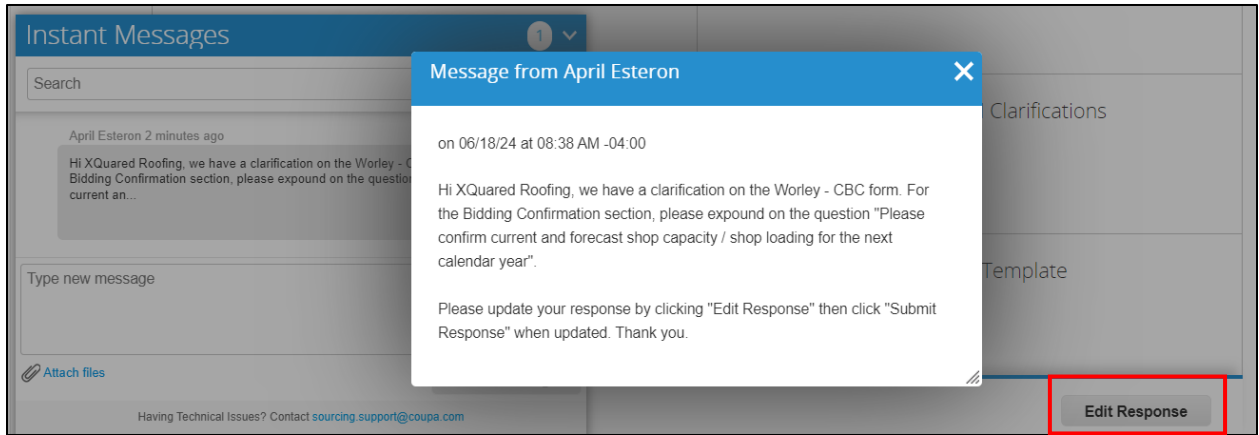 Instant Messages
1
Search
April Esteron 2 minutes ago
Hi XQuared Roofing, we have a clarification on the Worley -
Bidding Confirmation section, please expound on the
current an...
Type new message
Attach files
Having Technical Issues? Contact sourcing.support@coupa.com
Message from April Esteron
on 06/18/24 at 08:38 AM -04:00
Hi XQuared Roofing, we have a clarification on the Worley - CBC form. For
the Bidding Confirmation section, please expound on the question "Please
confirm current and forecast shop capacity / shop loading for the next
calendar year".
Please update your response by clicking "Edit Response" then click "Submit
Response" when updated. Thank you.
Clarifications
Template
Edit Response